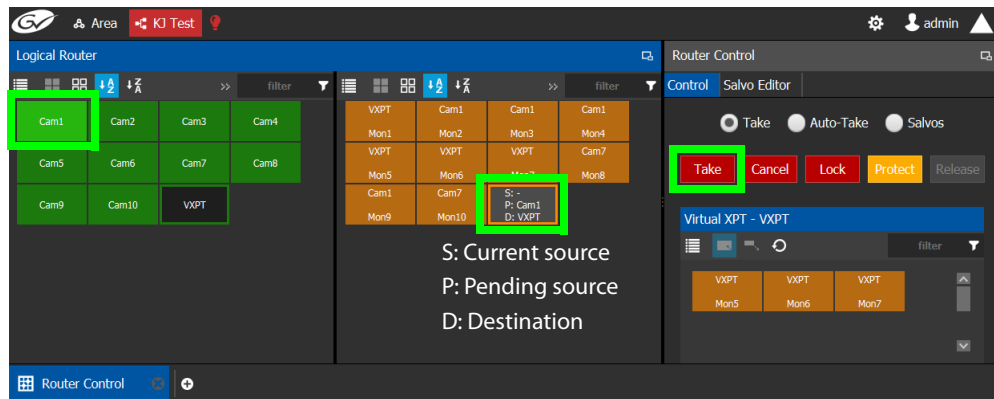 GV Area KJ Test admin
Logical Router
Router Control
filter
filter
Control Salvo Editor
Take Auto-Take Salvos
Take Cancel Lock Protect Release
Cam1 Cam2 Cam3 Cam4
Cam5 Cam6 Cam7 Cam8
Cam9 Cam10 VXPT
VXPT Cam1 Cam1 Cam1
Mon1 Mon2 Mon3 Mon4
VXPT VXPT VXPT Cam7
Mon5 Mon6 Mon7 Mon8
Cam1 Cam7 S: -
P: Cam1
Mon9 Mon10 D: VXPT
S: Current source
P: Pending source
D: Destination
Virtual XPT - VXPT
filter
VXPT VXPT VXPT
Mon5 Mon6 Mon7
Router Control